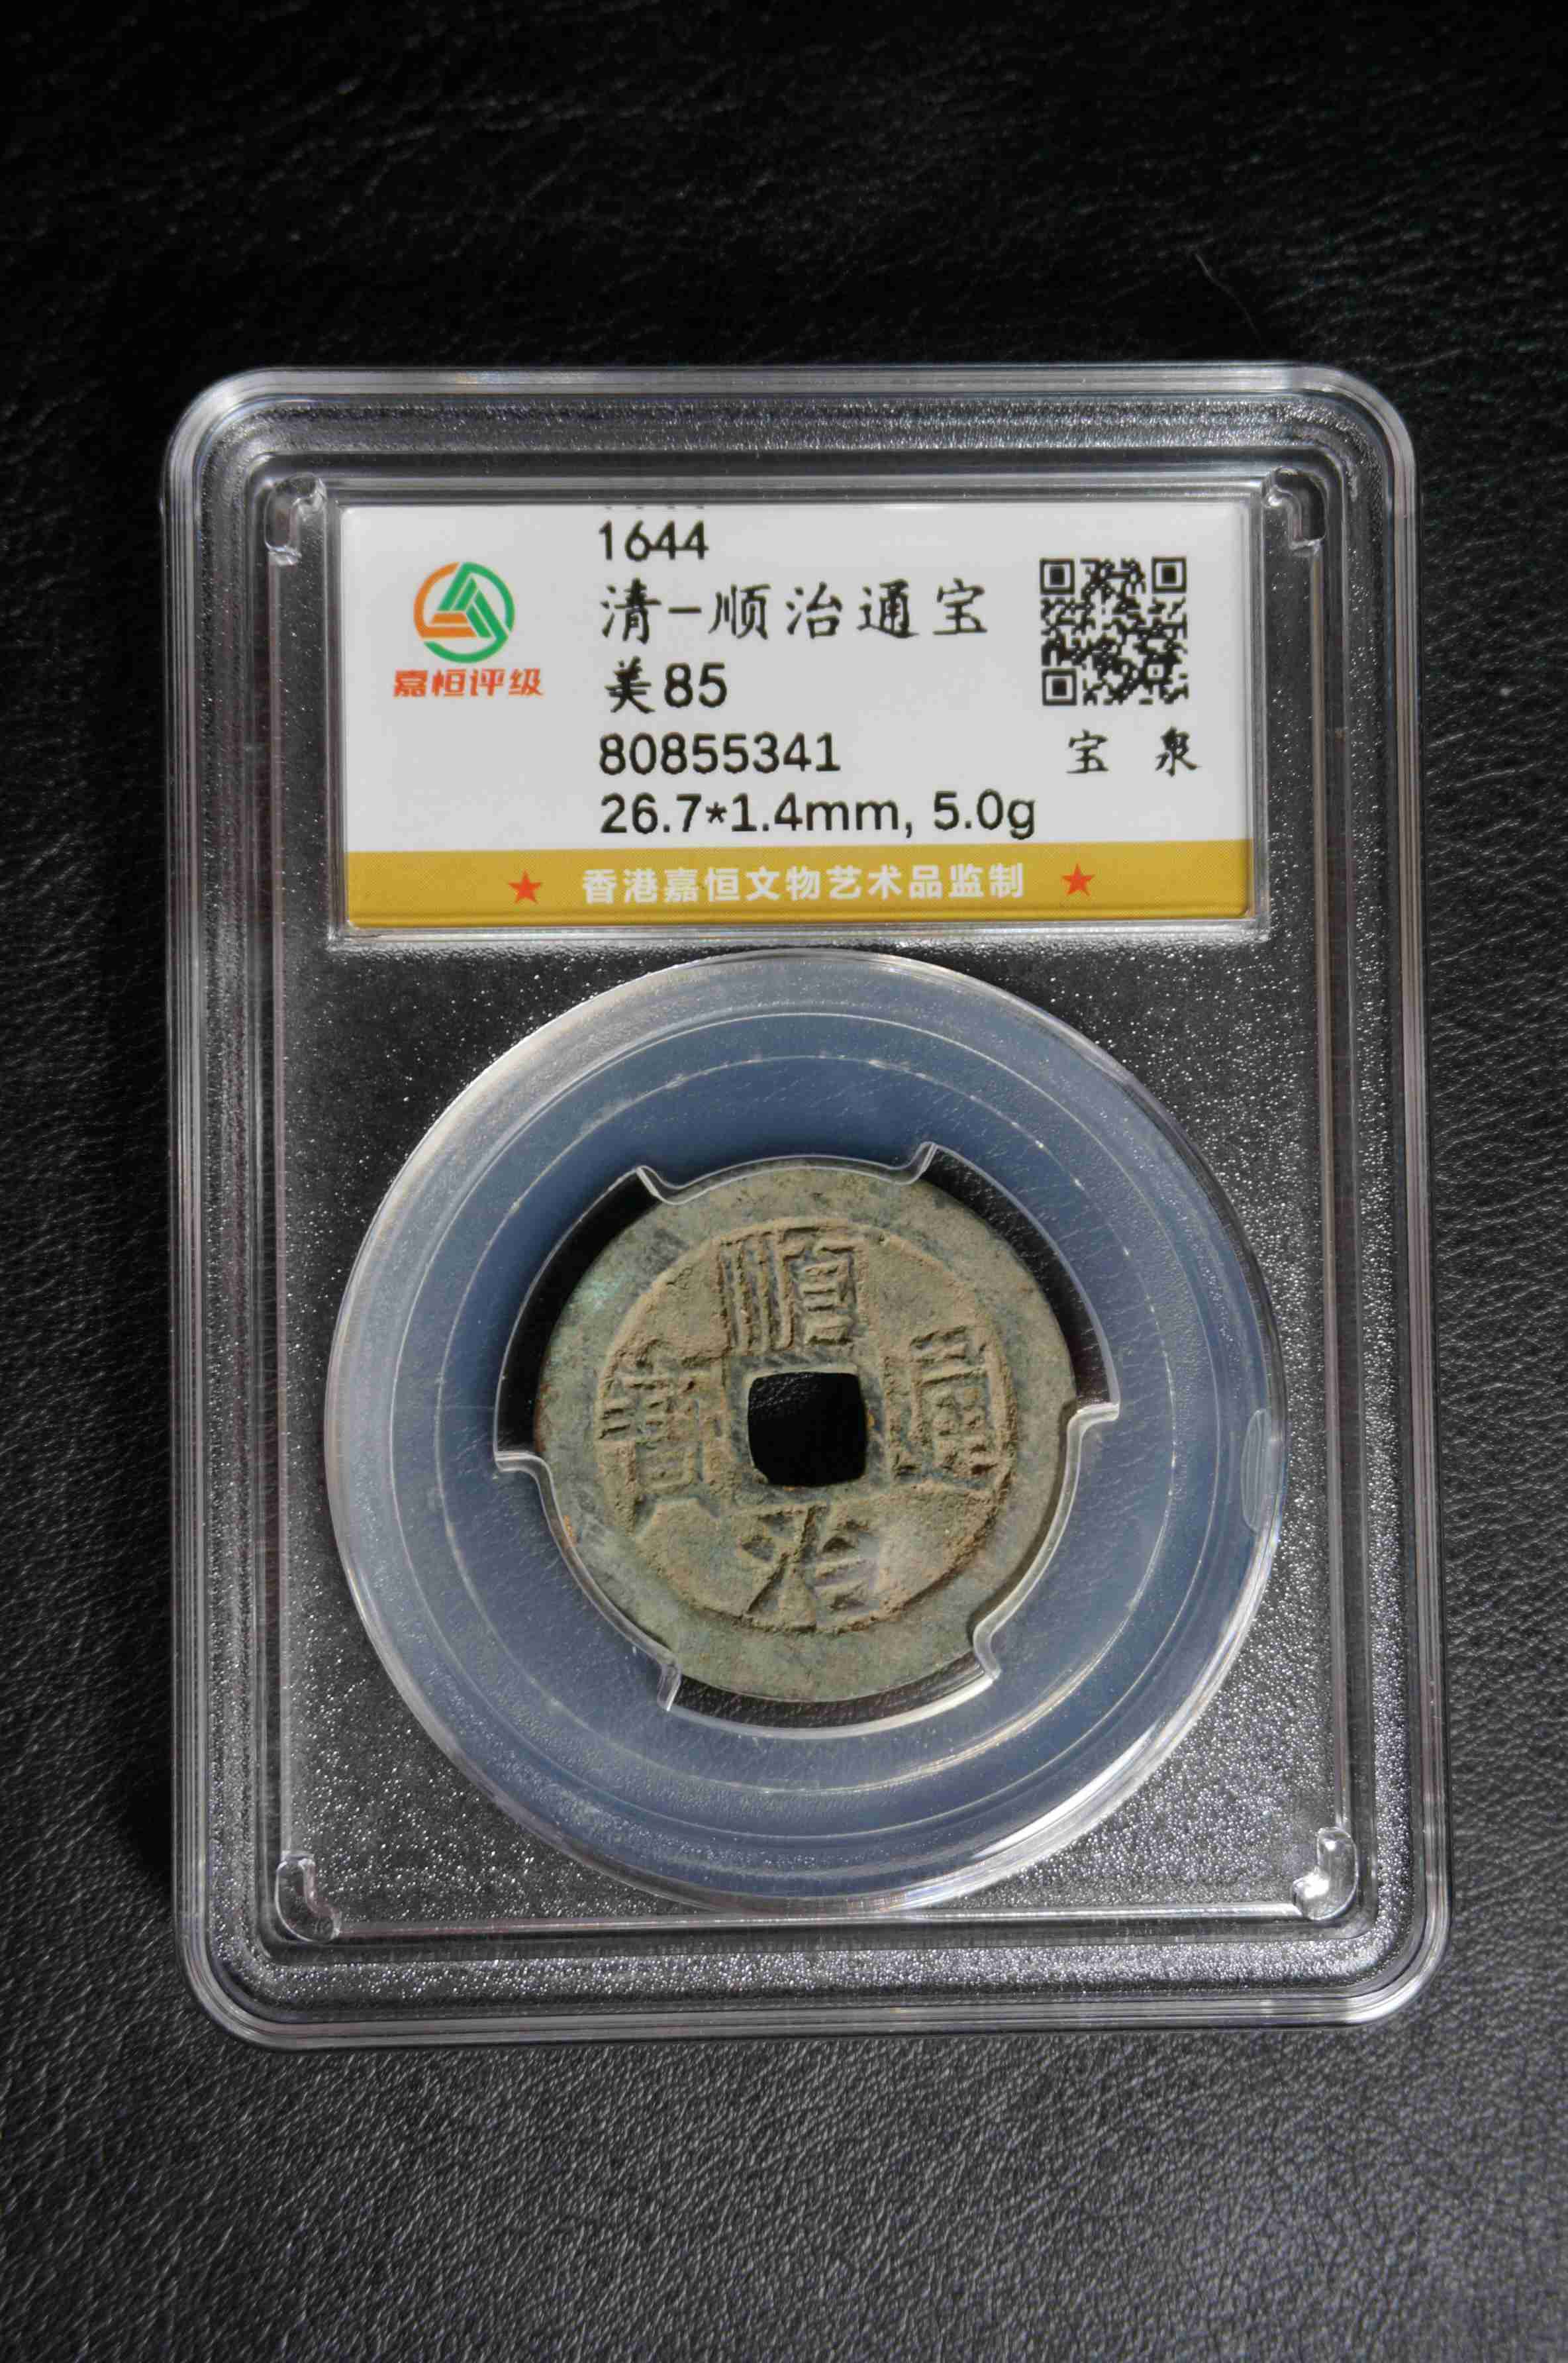 1644
清-顺治通宝
美85
80855341
26.7*1.4mm, 5.0g
嘉恒评级
宝 泉
★ 香港嘉恒文物艺术品监制 ★
順
治
通
寳